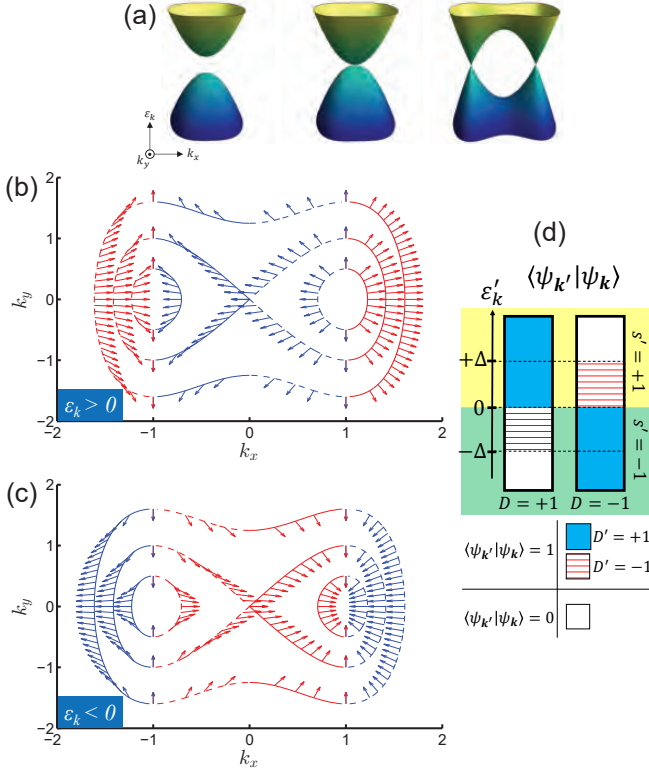 (a)
ε_k
k_y
k_x
(b)
2
1
0
−1
−2
k_y
ε_k > 0
−2
−1
0
1
2
k_x
(c)
2
1
0
−1
−2
k_y
ε_k < 0
−2
−1
0
1
2
k_x
(d)
ε′_k
⟨ψ_k′|ψ_k⟩
+Δ
0
−Δ
s′ = +1
s′ = −1
D = +1
D = −1
⟨ψ_k′|ψ_k⟩ = 1
D′ = +1
D′ = −1
⟨ψ_k′|ψ_k⟩ = 0